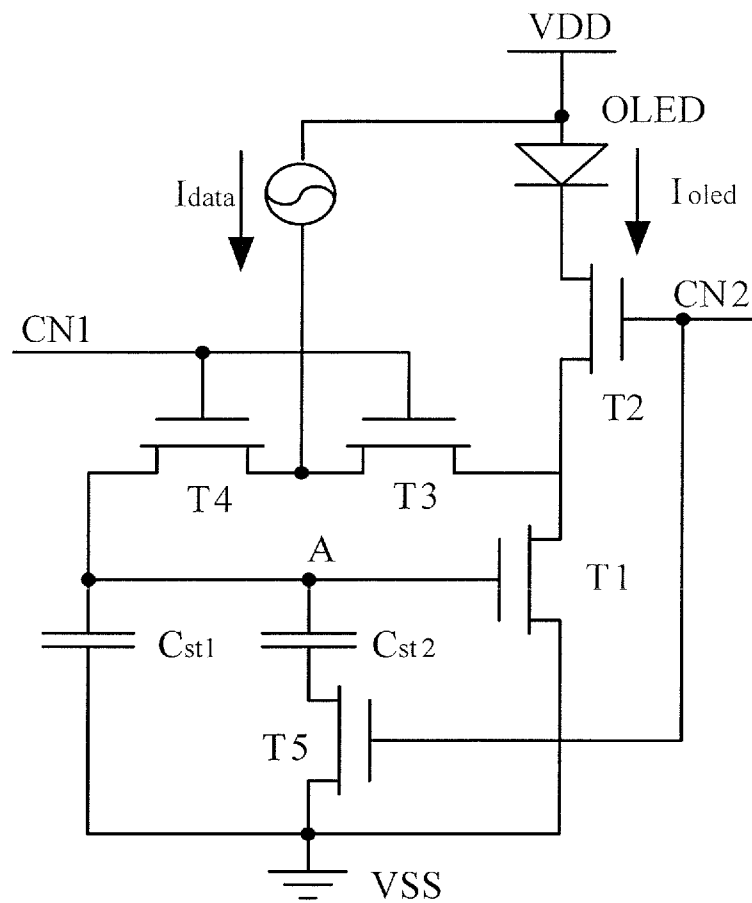 VDD
OLED
Idata
Ioled
CN1
CN2
T2
T4
T3
A
T1
Cst1
Cst2
T5
VSS